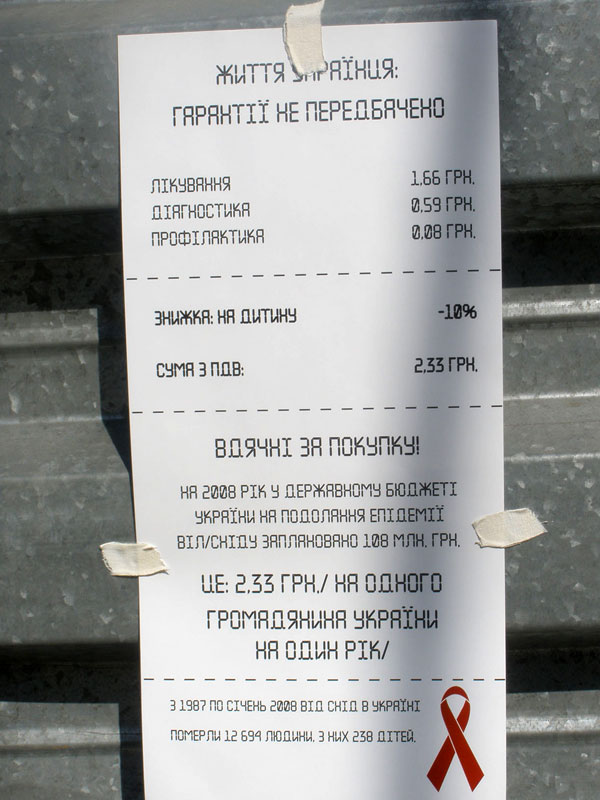 ЖИТТЯ УКРАЇНЦЯ:
ГАРАНТІЇ НЕ ПЕРЕДБАЧЕНО
ЛІКУВАННЯ 1,66 ГРН.
ДІАГНОСТИКА 0,59 ГРН.
ПРОФІЛАКТИКА 0,08 ГРН.
ЗНИЖКА: НА ДИТИНУ -10%
СУМА З ПДВ: 2,33 ГРН.
ВДЯЧНІ ЗА ПОКУПКУ!
НА 2008 РІК У ДЕРЖАВНОМУ БЮДЖЕТІ
УКРАЇНИ НА ПОДОЛАННЯ ЕПІДЕМІЇ
ВІЛ/СНІДУ ЗАПЛАНОВАНО 108 МЛН. ГРН.
ЦЕ: 2,33 ГРН./ НА ОДНОГО
ГРОМАДЯНИНА УКРАЇНИ
НА ОДИН РІК/
З 1987 ПО СІЧЕНЬ 2008 ВІД СНІД В УКРАЇНІ
ПОМЕРЛИ 12 694 ЛЮДИНИ. З НИХ 238 ДІТЕЙ.